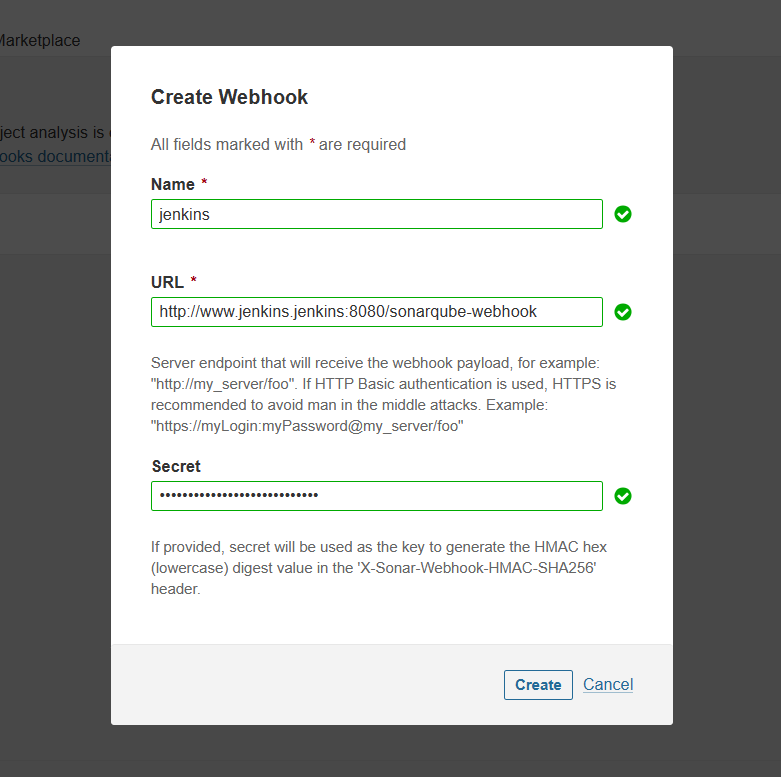 Marketplace
ject analysis is
ooks documenta
Create Webhook
All fields marked with * are required
Name *
jenkins
URL *
http://www.jenkins.jenkins:8080/sonarqube-webhook
Server endpoint that will receive the webhook payload, for example:
"http://my_server/foo". If HTTP Basic authentication is used, HTTPS is
recommended to avoid man in the middle attacks. Example:
"https://myLogin:myPassword@my_server/foo"
Secret
••••••••••••••••••••••••••••
If provided, secret will be used as the key to generate the HMAC hex
(lowercase) digest value in the 'X-Sonar-Webhook-HMAC-SHA256'
header.
Create Cancel